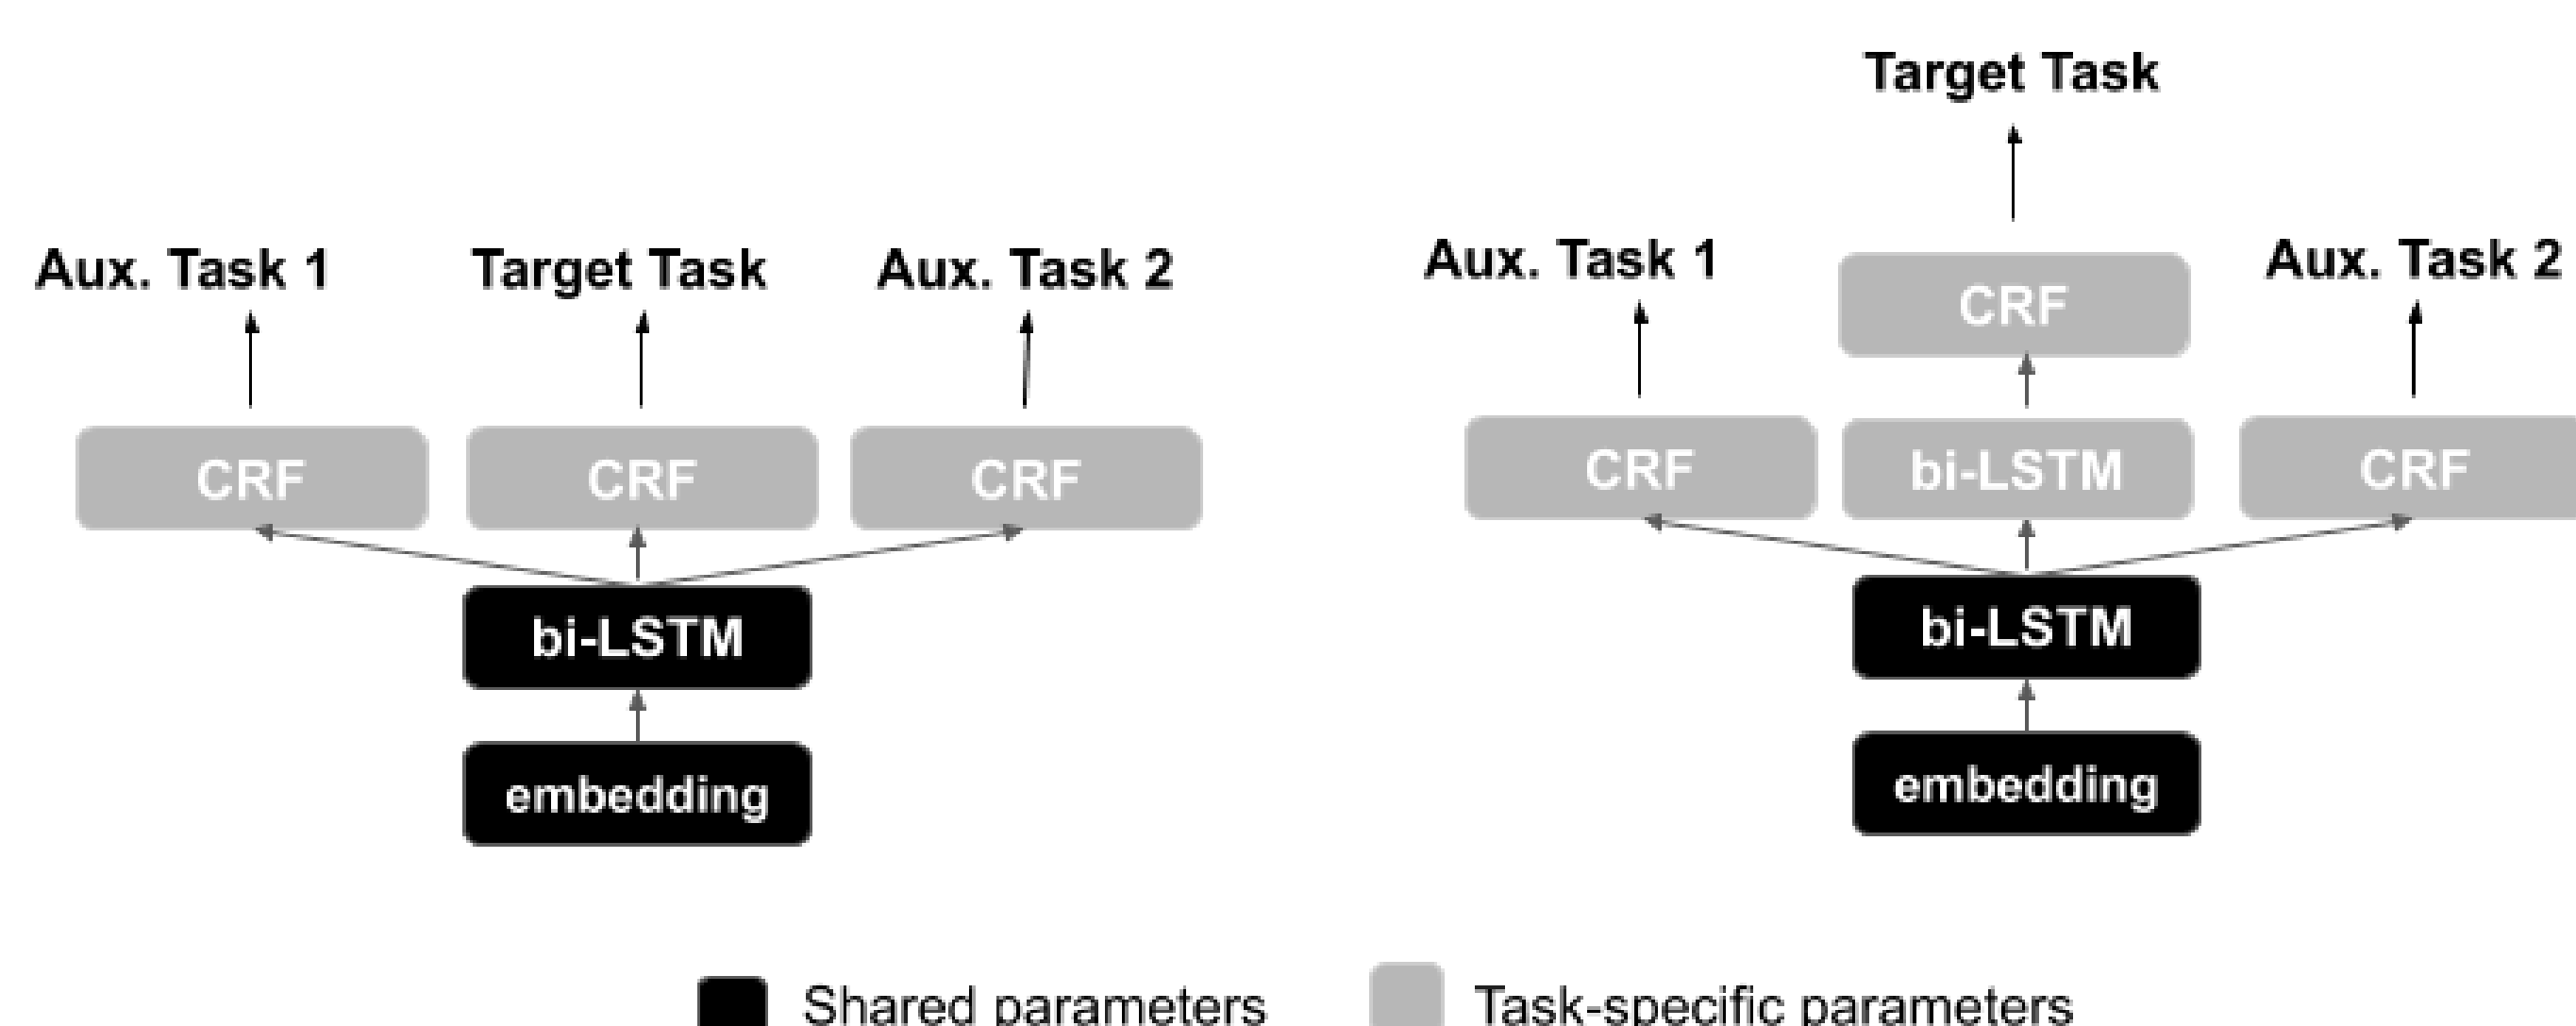 Target Task
Aux. Task 1 Target Task Aux. Task 2
CRF CRF CRF
bi-LSTM
embedding
Aux. Task 1 Aux. Task 2
CRF
CRF bi-LSTM CRF
bi-LSTM
embedding
Shared parameters Task-specific parameters